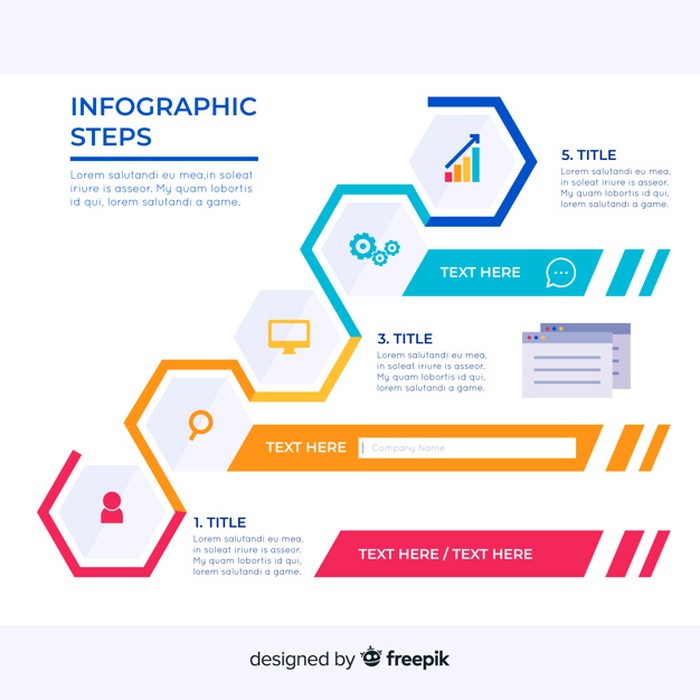 INFOGRAPHIC
STEPS
Lorem salutandi eu mea,in soleat
iriure is asseor. My quam lobortis
id qui, lorem salutandi a game.
5. TITLE
Lorem salutandi eu mea,
in soleat iriure is asseor.
My quam lobortis id qui,
lorem salutandi a game.
TEXT HERE
3. TITLE
Lorem salutandi eu mea,
in soleat iriure is asseor.
My quam lobortis id qui,
lorem salutandi a game.
TEXT HERE
Company Name
1. TITLE
Lorem salutandi eu mea,
in soleat iriure is asseor.
My quam lobortis id qui,
lorem salutandi a game.
TEXT HERE / TEXT HERE
designed by freepik